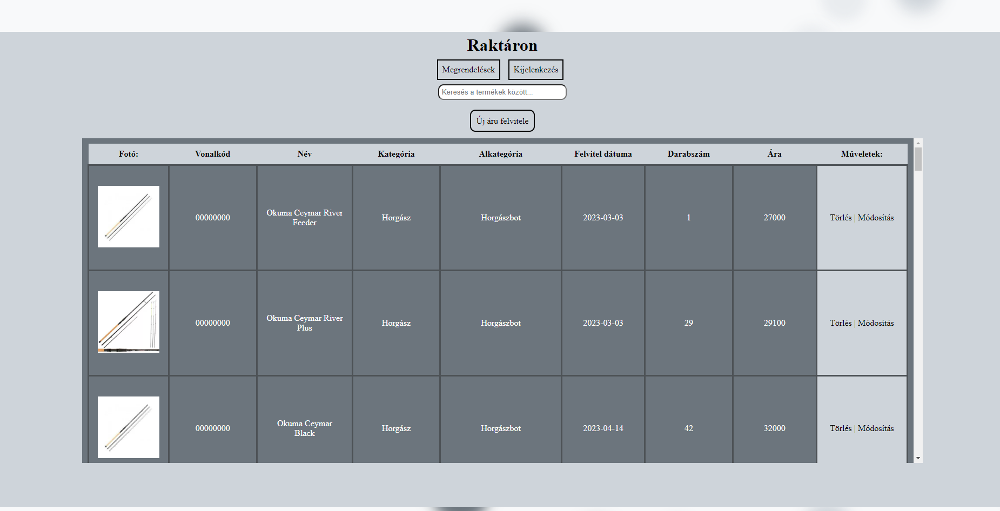 Raktáron
Megrendelések Kijelenkezés
Keresés a termékek között...
Új áru felvitele
Fotó: Vonalkód Név Kategória Alkategória Felvitel dátuma Darabszám Ára Műveletek:
00000000 Okuma Ceymar River Feeder Horgász Horgászbot 2023-03-03 1 27000 Törlés | Módosítás
00000000 Okuma Ceymar River Plus Horgász Horgászbot 2023-03-03 29 29100 Törlés | Módosítás
00000000 Okuma Ceymar Black Horgász Horgászbot 2023-04-14 42 32000 Törlés | Módosítás